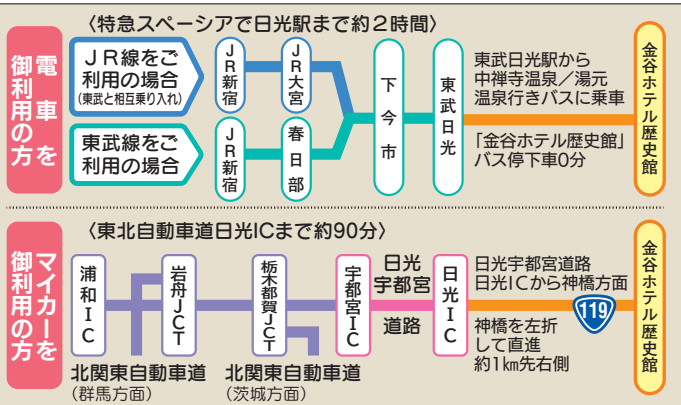 〈特急スペーシアで日光駅まで約2時間〉
電車を
御利用の方
JR線をご
利用の場合
(東武と相互乗り入れ)
JR新宿
JR大宮
東武線をご
利用の場合
JR新宿
春日部
下今市
東武日光
東武日光駅から
中禅寺温泉／湯元
温泉行きバスに乗車
「金谷ホテル歴史館」
バス停下車0分
金谷ホテル歴史館
〈東北自動車道日光ICまで約90分〉
マイカーを
御利用の方
浦和IC
岩舟JCT
栃木都賀JCT
宇都宮IC
日光
宇都宮
道路
日光IC
北関東自動車道
(群馬方面)
北関東自動車道
(茨城方面)
日光宇都宮道路
日光ICから神橋方面
119
神橋を左折
して直進
約1km先右側
金谷ホテル歴史館